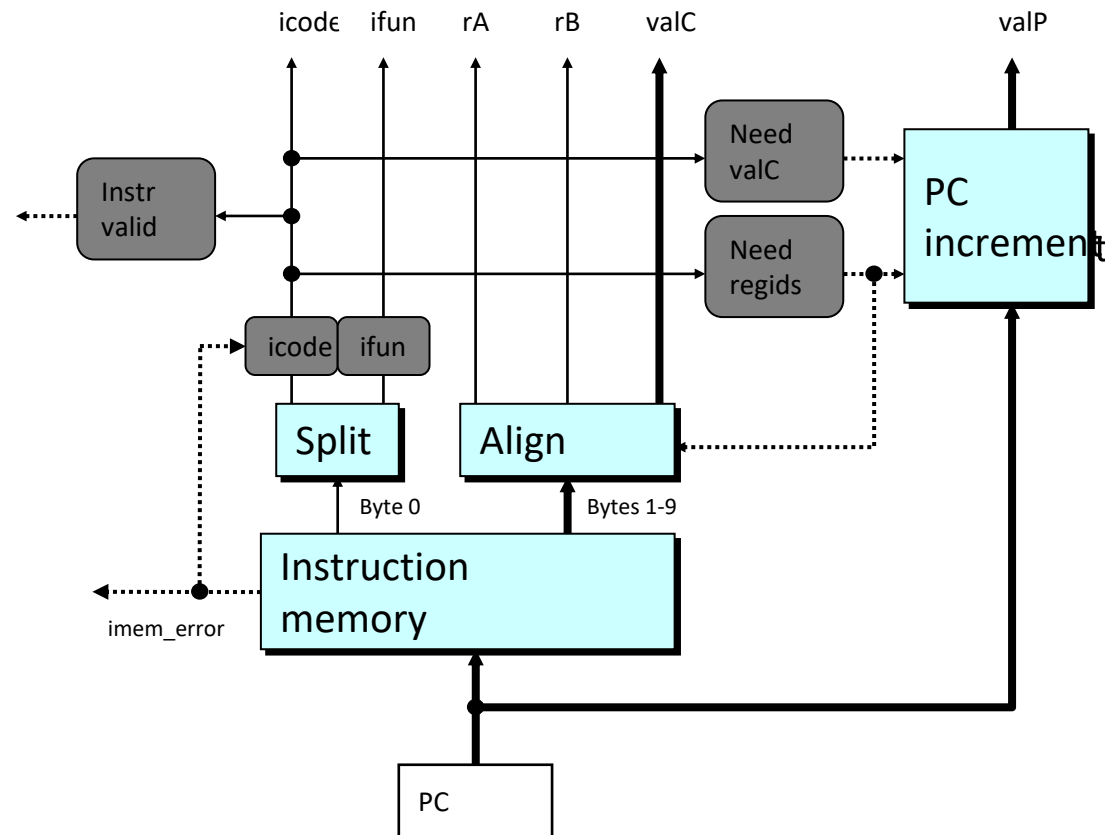 icode ifun rA rB valC valP
Need
valC
Instr
valid
PC
increment
Need
regids
icode ifun
Split
Align
Byte 0
Bytes 1-9
Instruction
memory
imem_error
PC